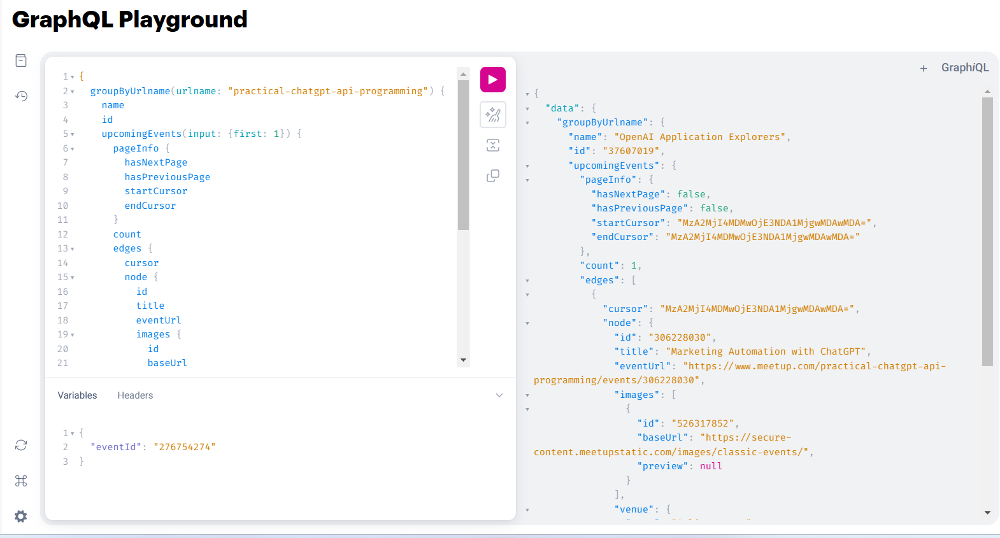 GraphQL Playground
1 {
2 groupByUrlname(urlname: "practical-chatgpt-api-programming") {
3 name
4 id
5 upcomingEvents(input: {first: 1}) {
6 pageInfo {
7 hasNextPage
8 hasPreviousPage
9 startCursor
10 endCursor
11 }
12 count
13 edges {
14 cursor
15 node {
16 id
17 title
18 eventUrl
19 images {
20 id
21 baseUrl
Variables Headers
1 {
2 "eventId": "276754274"
3 }
+ GraphiQL
{
"data": {
"groupByUrlname": {
"name": "OpenAI Application Explorers",
"id": "37607019",
"upcomingEvents": {
"pageInfo": {
"hasNextPage": false,
"hasPreviousPage": false,
"startCursor": "MzA2MjI4MDMwOjE3NDA1MjgwMDAwMDA=",
"endCursor": "MzA2MjI4MDMwOjE3NDA1MjgwMDAwMDA="
},
"count": 1,
"edges": [
{
"cursor": "MzA2MjI4MDMwOjE3NDA1MjgwMDAwMDA=",
"node": {
"id": "306228030",
"title": "Marketing Automation with ChatGPT",
"eventUrl": "https://www.meetup.com/practical-chatgpt-api-
programming/events/306228030",
"images": [
{
"id": "526317852",
"baseUrl": "https://secure-
content.meetupstatic.com/images/classic-events/",
"preview": null
}
],
"venue": {